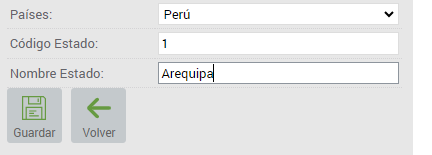 Países: Perú
Código Estado: 1
Nombre Estado: Arequipa
Guardar Volver